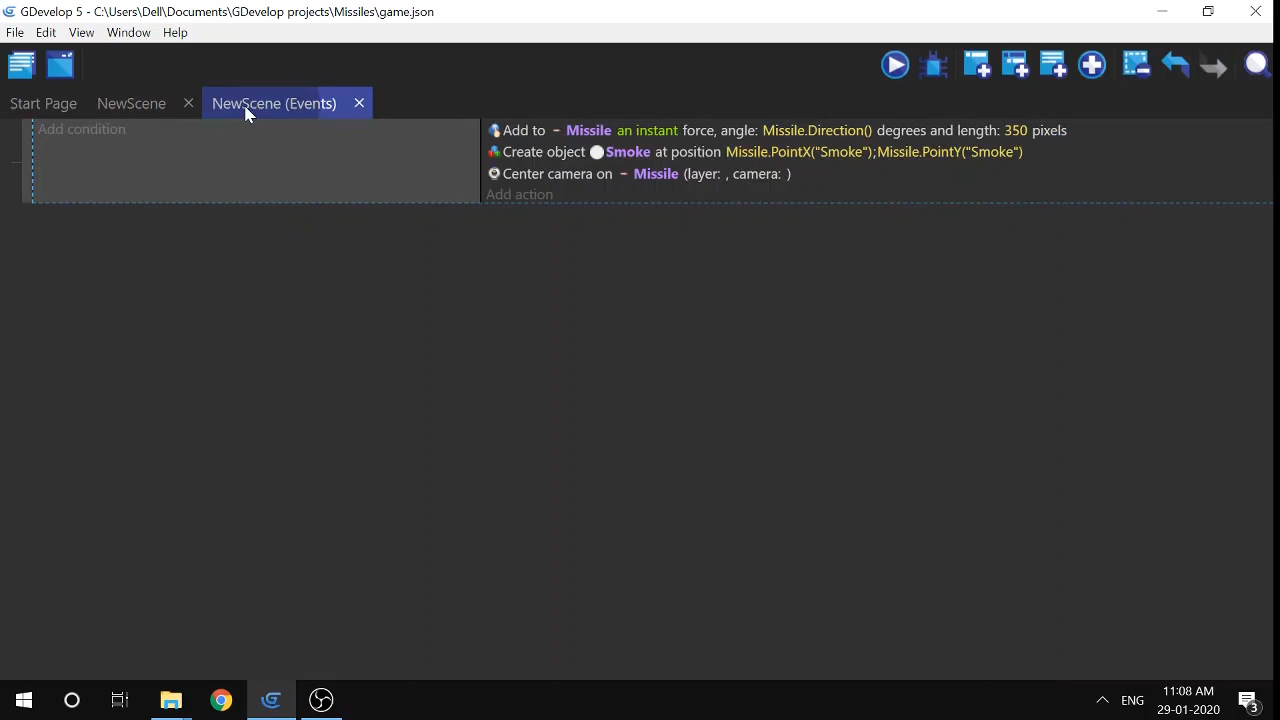 GDevelop 5 - C:\Users\Dell\Documents\GDevelop projects\Missiles\game.json
File Edit View Window Help
Start Page NewScene NewScene (Events)
Add condition
Add to Missile an instant force, angle: Missile.Direction() degrees and length: 350 pixels
Create object Smoke at position Missile.PointX("Smoke");Missile.PointY("Smoke")
Center camera on Missile (layer: , camera: )
Add action
ENG
11:08 AM
29-01-2020
3